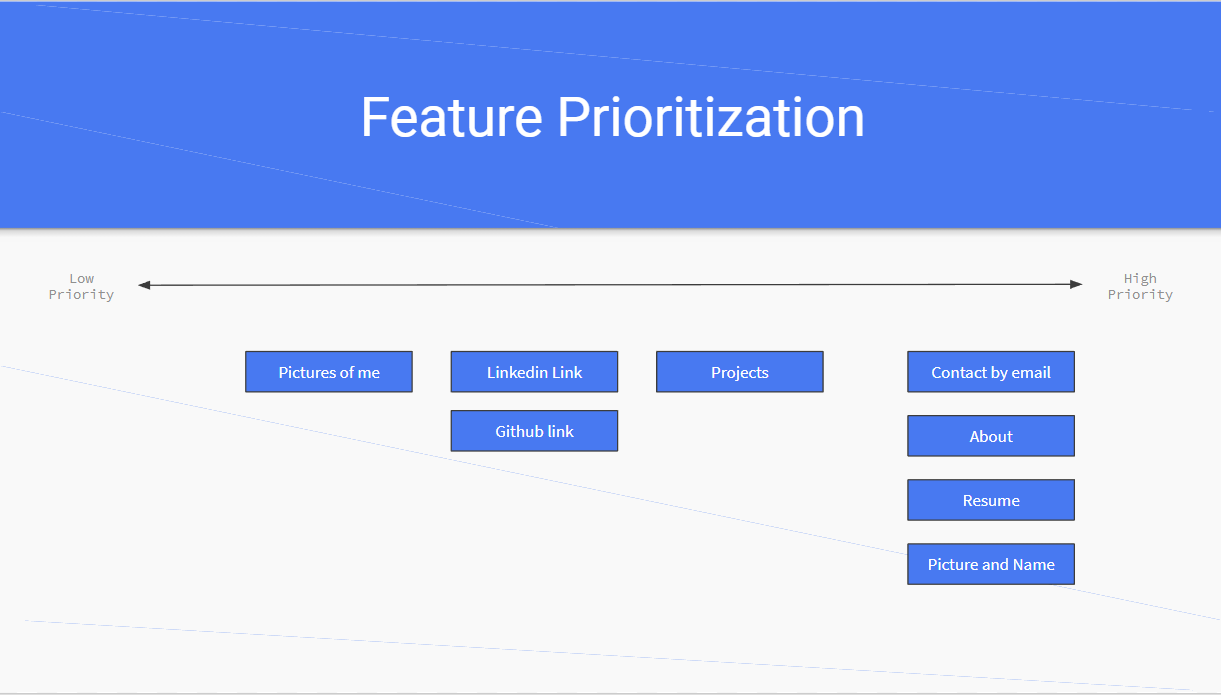 Feature Prioritization
Low
Priority
High
Priority
Pictures of me
Linkedin Link
Projects
Contact by email
Github link
About
Resume
Picture and Name